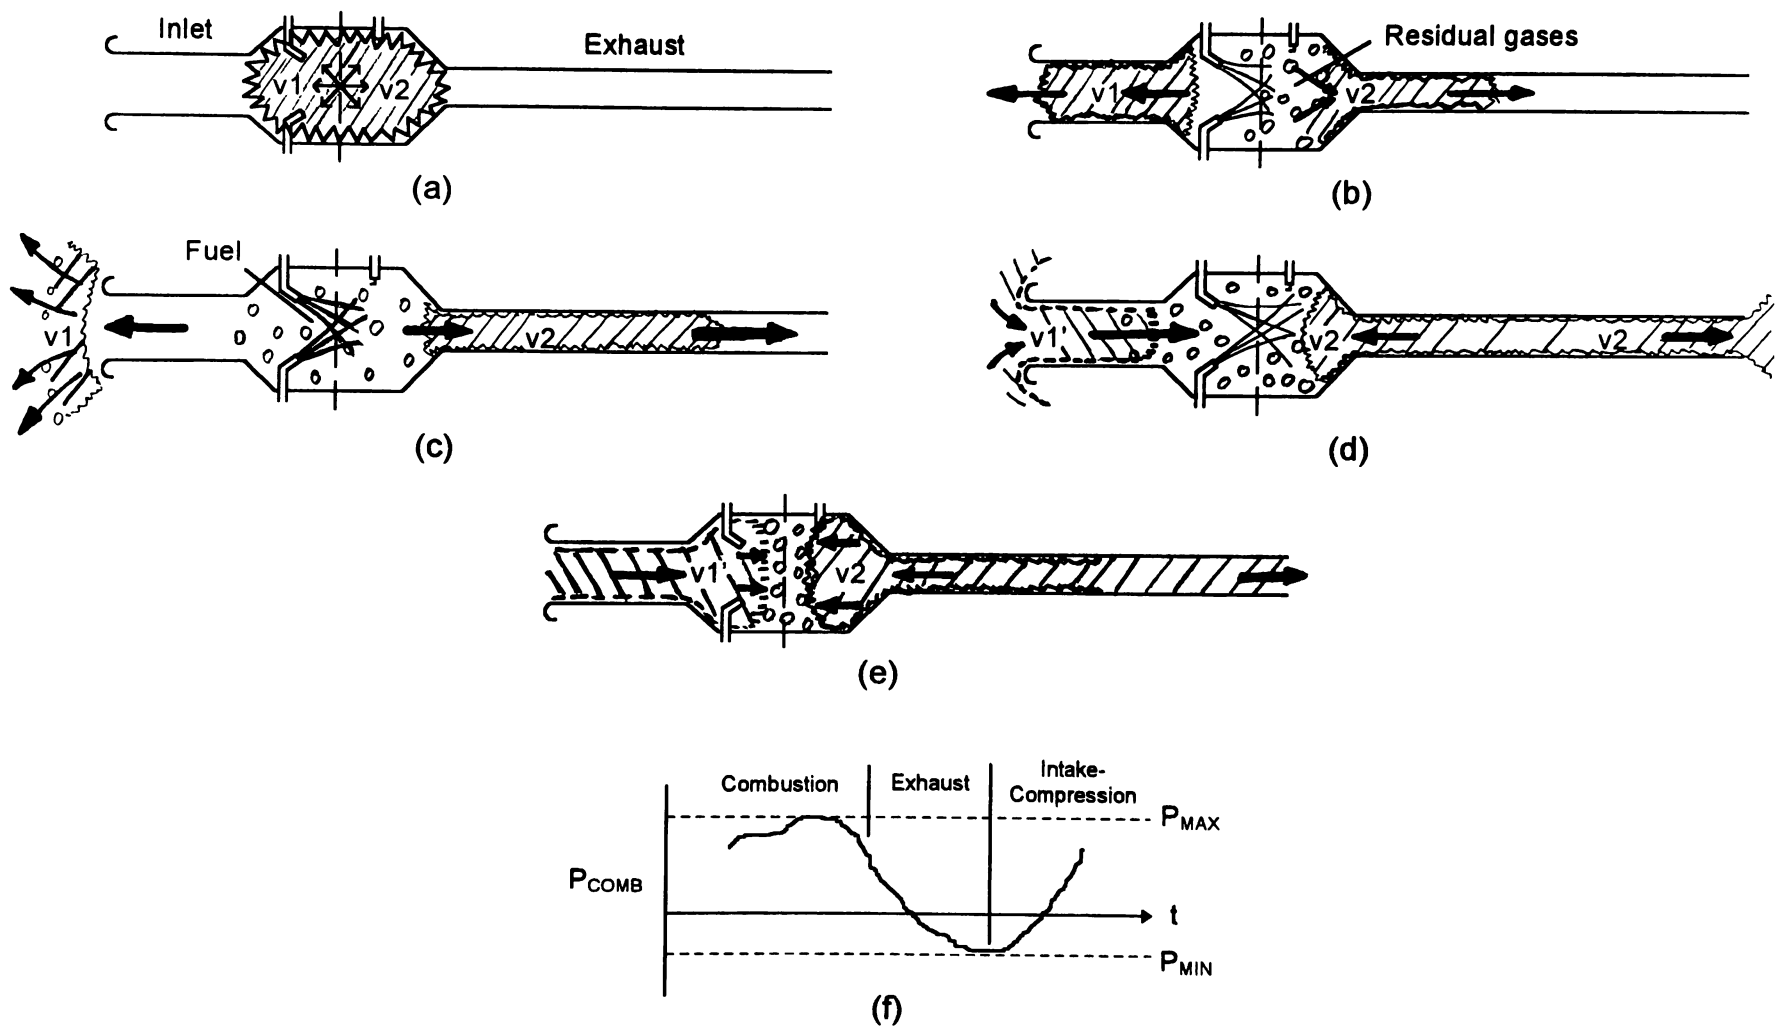 Inlet
Exhaust
v1 v2
(a)
Residual gases
v1 v2
(b)
Fuel
v1 v2
(c)
v1' v2 v2
(d)
v1' v2
(e)
Combustion Exhaust Intake-
Compression
PMAX
PCOMB
t
PMIN
(f)